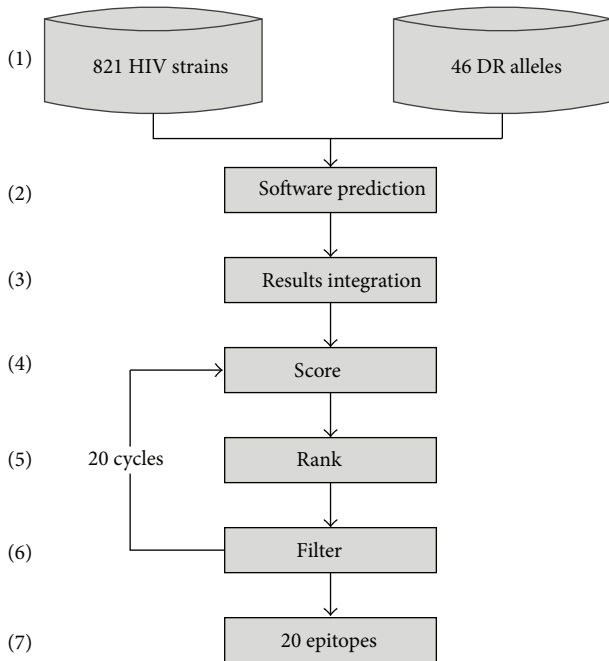 (1)
821 HIV strains
46 DR alleles
(2)
Software prediction
(3)
Results integration
(4)
Score
(5)
20 cycles
Rank
(6)
Filter
(7)
20 epitopes